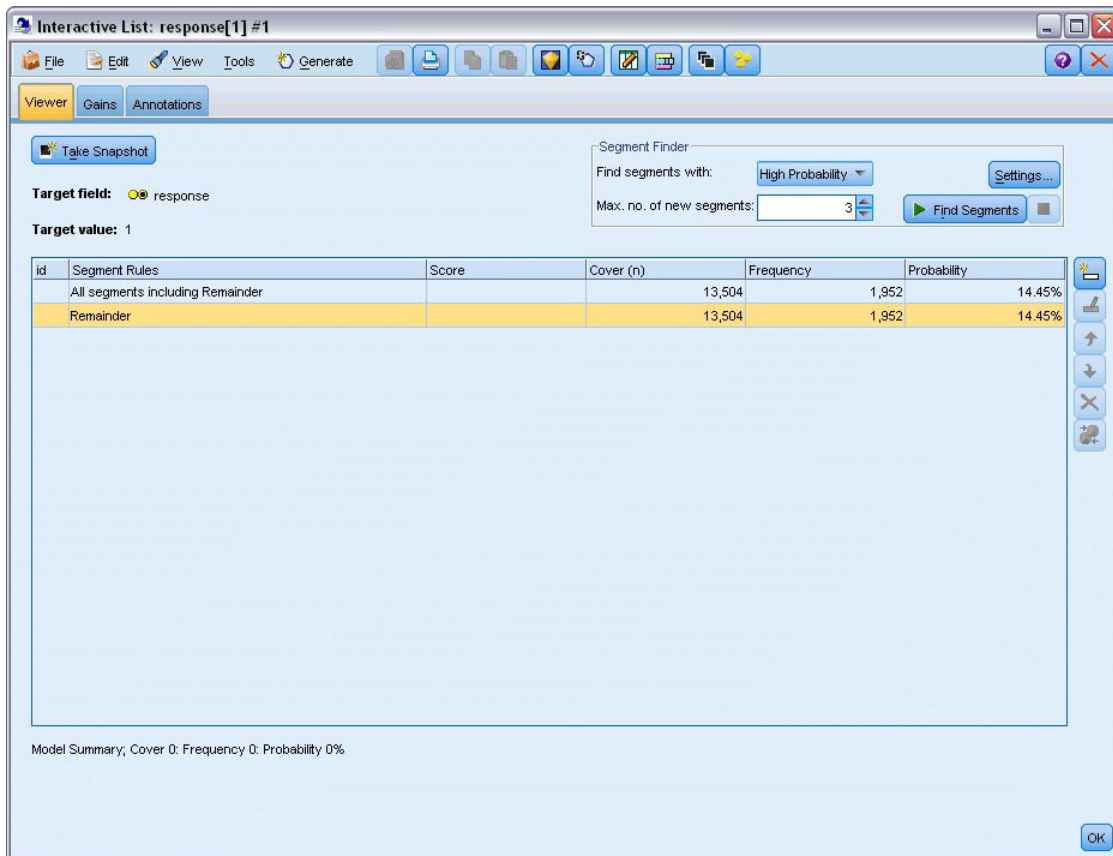 Interactive List: response[1] #1
File Edit View Tools Generate
Viewer Gains Annotations
Take Snapshot
Segment Finder
Find segments with: High Probability Settings...
Target field: response
Max. no. of new segments: 3 Find Segments
Target value: 1
id Segment Rules Score Cover (n) Frequency Probability
All segments including Remainder 13,504 1,952 14.45%
Remainder 13,504 1,952 14.45%
Model Summary; Cover 0: Frequency 0: Probability 0%
OK